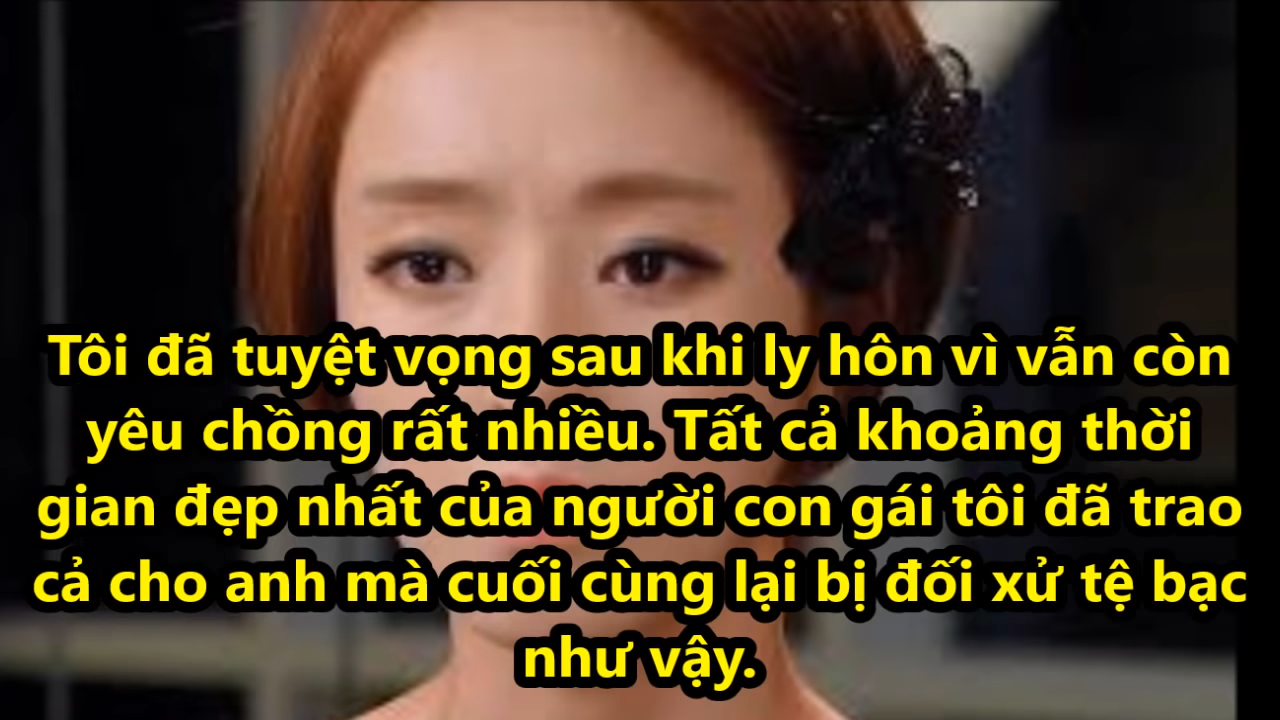 Tôi đã tuyệt vọng sau khi ly hôn vì vẫn còn
yêu chồng rất nhiều. Tất cả khoảng thời
gian đẹp nhất của người con gái tôi đã trao
cả cho anh mà cuối cùng lại bị đối xử tệ bạc
như vậy.